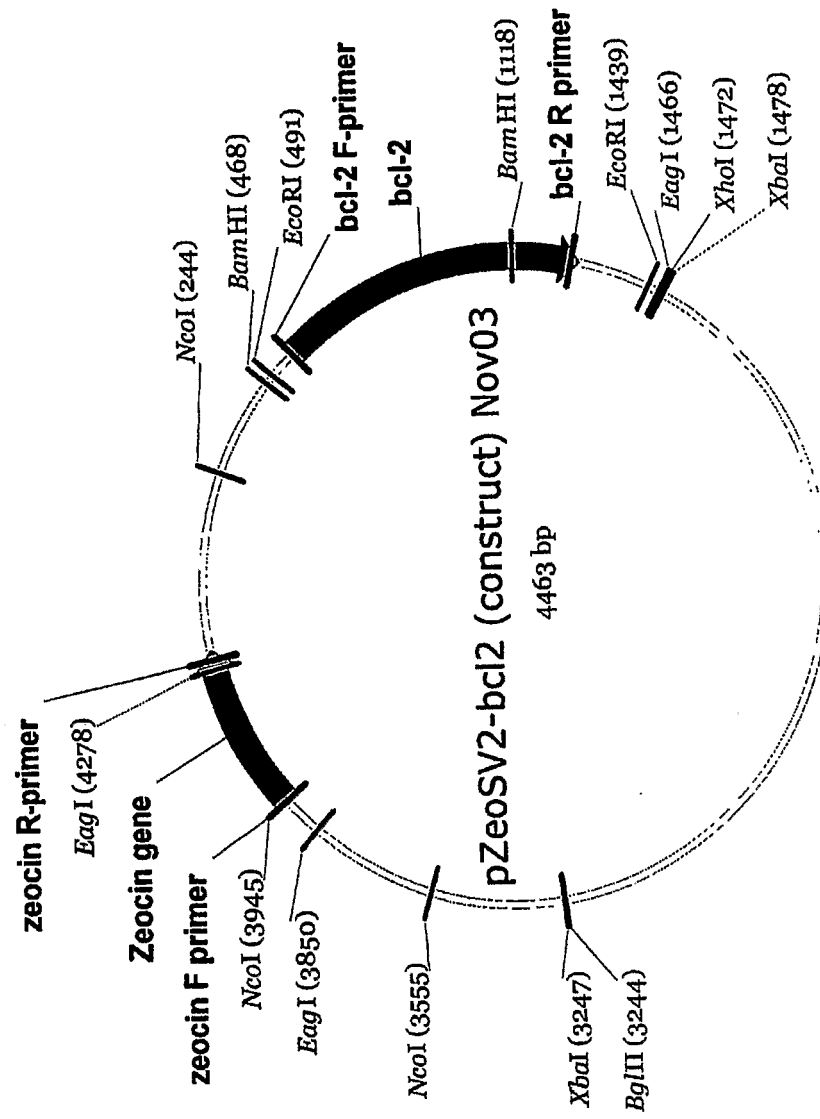 zeocin R-primer
EagI (4278)
Zeocin gene
zeocin F primer
NcoI (3945)
EagI (3850)
NcoI (3555)
XbaI (3247)
BglII (3244)
NcoI (244)
BamHI (468)
EcoRI (491)
bcl-2 F-primer
bcl-2
BamHI (1118)
bcl-2 R primer
EcoRI (1439)
EagI (1466)
XhoI (1472)
XbaI (1478)
pZeoSV2-bcl2 (construct) Nov03
4463 bp